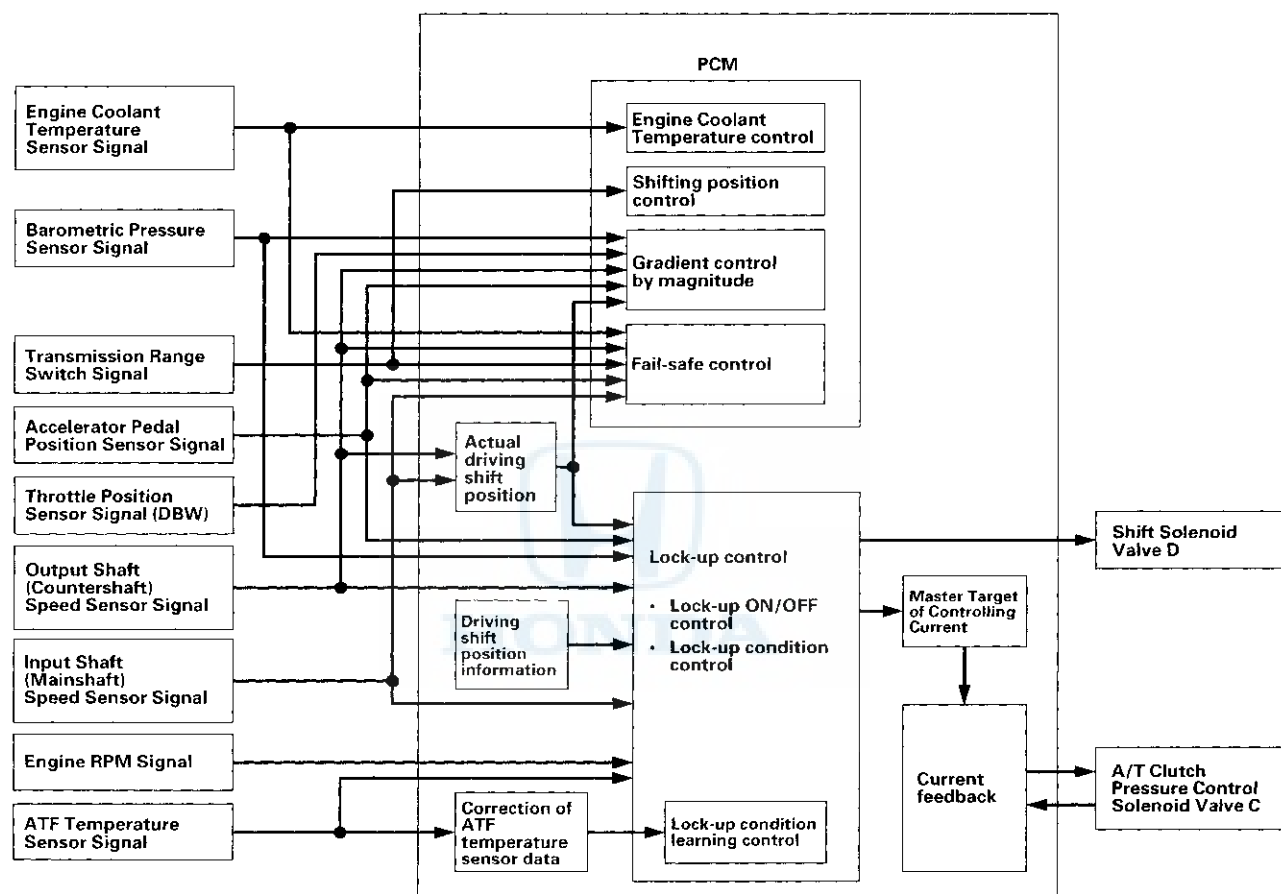 PCM
Engine Coolant
Temperature
Sensor Signal
Engine Coolant
Temperature control
Shifting position
control
Barometric Pressure
Sensor Signal
Gradient control
by magnitude
Transmission Range
Switch Signal
Fail-safe control
Accelerator Pedal
Position Sensor Signal
Actual
driving
shift
position
Throttle Position
Sensor Signal (DBW)
Output Shaft
(Countershaft)
Speed Sensor Signal
Lock-up control
• Lock-up ON/OFF
control
• Lock-up condition
control
Shift Solenoid
Valve D
Master Target
of Controlling
Current
Driving
shift
position
information
HONDA
Input Shaft
(Mainshaft)
Speed Sensor Signal
Engine RPM Signal
Current
feedback
A/T Clutch
Pressure Control
Solenoid Valve C
ATF Temperature
Sensor Signal
Correction of
ATF
temperature
sensor data
Lock-up condition
learning control